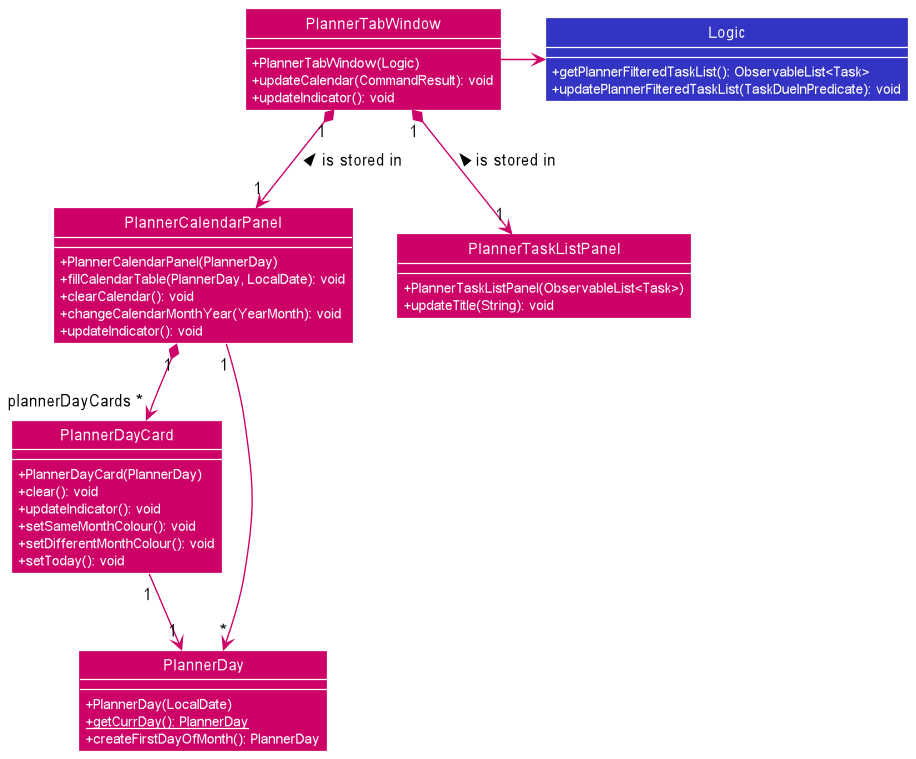 PlannerTabWindow
+PlannerTabWindow(Logic)
+updateCalendar(CommandResult): void
+updateIndicator(): void
Logic
+getPlannerFilteredTaskList(): ObservableList<Task>
+updatePlannerFilteredTaskList(TaskDueInPredicate): void
1
1
is stored in
is stored in
1
1
PlannerCalendarPanel
+PlannerCalendarPanel(PlannerDay)
+fillCalendarTable(PlannerDay, LocalDate): void
+clearCalendar(): void
+changeCalendarMonthYear(YearMonth): void
+updateIndicator(): void
PlannerTaskListPanel
+PlannerTaskListPanel(ObservableList<Task>)
+updateTitle(String): void
1
1
plannerDayCards *
PlannerDayCard
+PlannerDayCard(PlannerDay)
+clear(): void
+updateIndicator(): void
+setSameMonthColour(): void
+setDifferentMonthColour(): void
+setToday(): void
1
1
*
PlannerDay
+PlannerDay(LocalDate)
+getCurrDay(): PlannerDay
+createFirstDayOfMonth(): PlannerDay